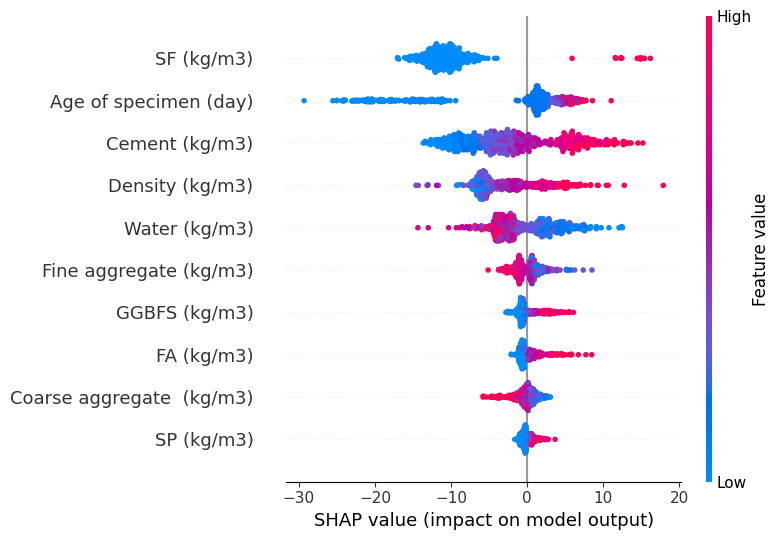 High
SF (kg/m3)
Age of specimen (day)
Cement (kg/m3)
Density (kg/m3)
Water (kg/m3)
Fine aggregate (kg/m3)
GGBFS (kg/m3)
FA (kg/m3)
Coarse aggregate  (kg/m3)
SP (kg/m3)
Low
Feature value
−30 −20 −10 0 10 20
SHAP value (impact on model output)